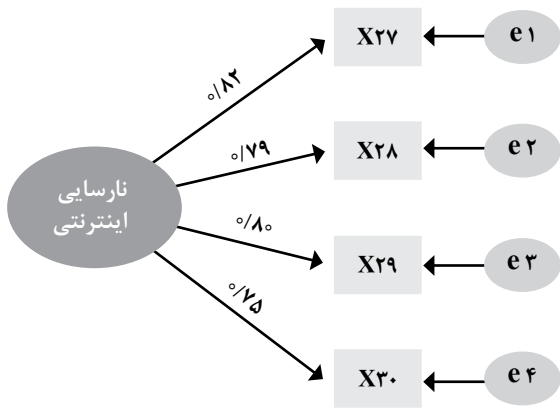 X۲۷
e۱
۰/۸۲
X۲۸
e۲
۰/۷۹
نارسایی
اینترنتی
۰/۸۰
X۲۹
e۳
۰/۷۵
X۳۰
e۴